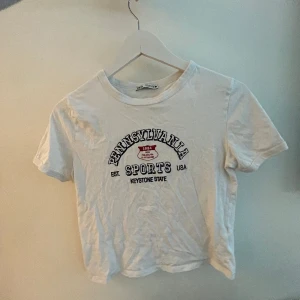 PENNSYLVANIA
SPORTS
EST. USA
KEYSTONE STATE